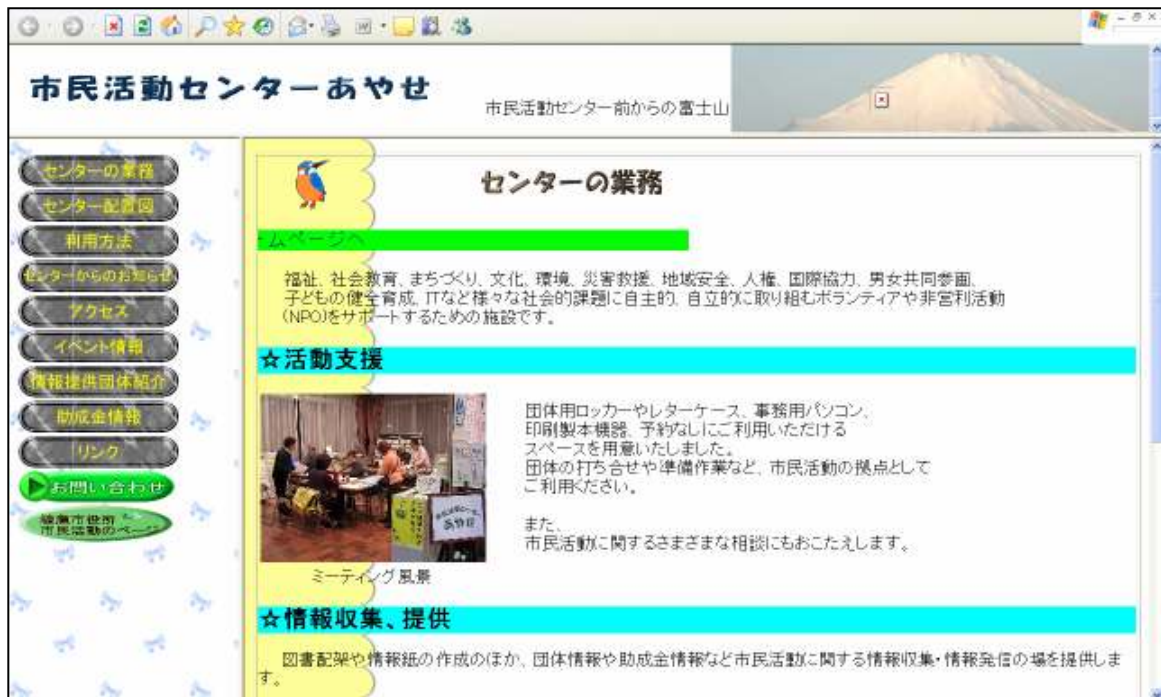 市民活動センターあやせ
市民活動センター前からの富士山
センターの業務
センター配置図
利用方法
センターからのお知らせ
アクセス
イベント情報
情報提供団体紹介
助成金情報
リンク
お問い合わせ
綾瀬市役所
市民活動のページ
センターの業務
ームページへ
福祉、社会教育、まちづくり、文化、環境、災害救援、地域安全、人権、国際協力、男女共同参画、
子どもの健全育成、ITなど様々な社会的課題に自主的、自立的に取り組むボランティアや非営利活動
(NPO)をサポートするための施設です。
☆活動支援
団体用ロッカーやレターケース、事務用パソコン、
印刷製本機器、予約なしにご利用いただける
スペースを用意いたしました。
団体の打ち合せや準備作業など、市民活動の拠点として
ご利用ください。
また、
市民活動に関するさまざまな相談にもおこたえします。
あやせ
ミーティング風景
☆情報収集、提供
図書配架や情報紙の作成のほか、団体情報や助成金情報など市民活動に関する情報収集・情報発信の場を提供しま
す。